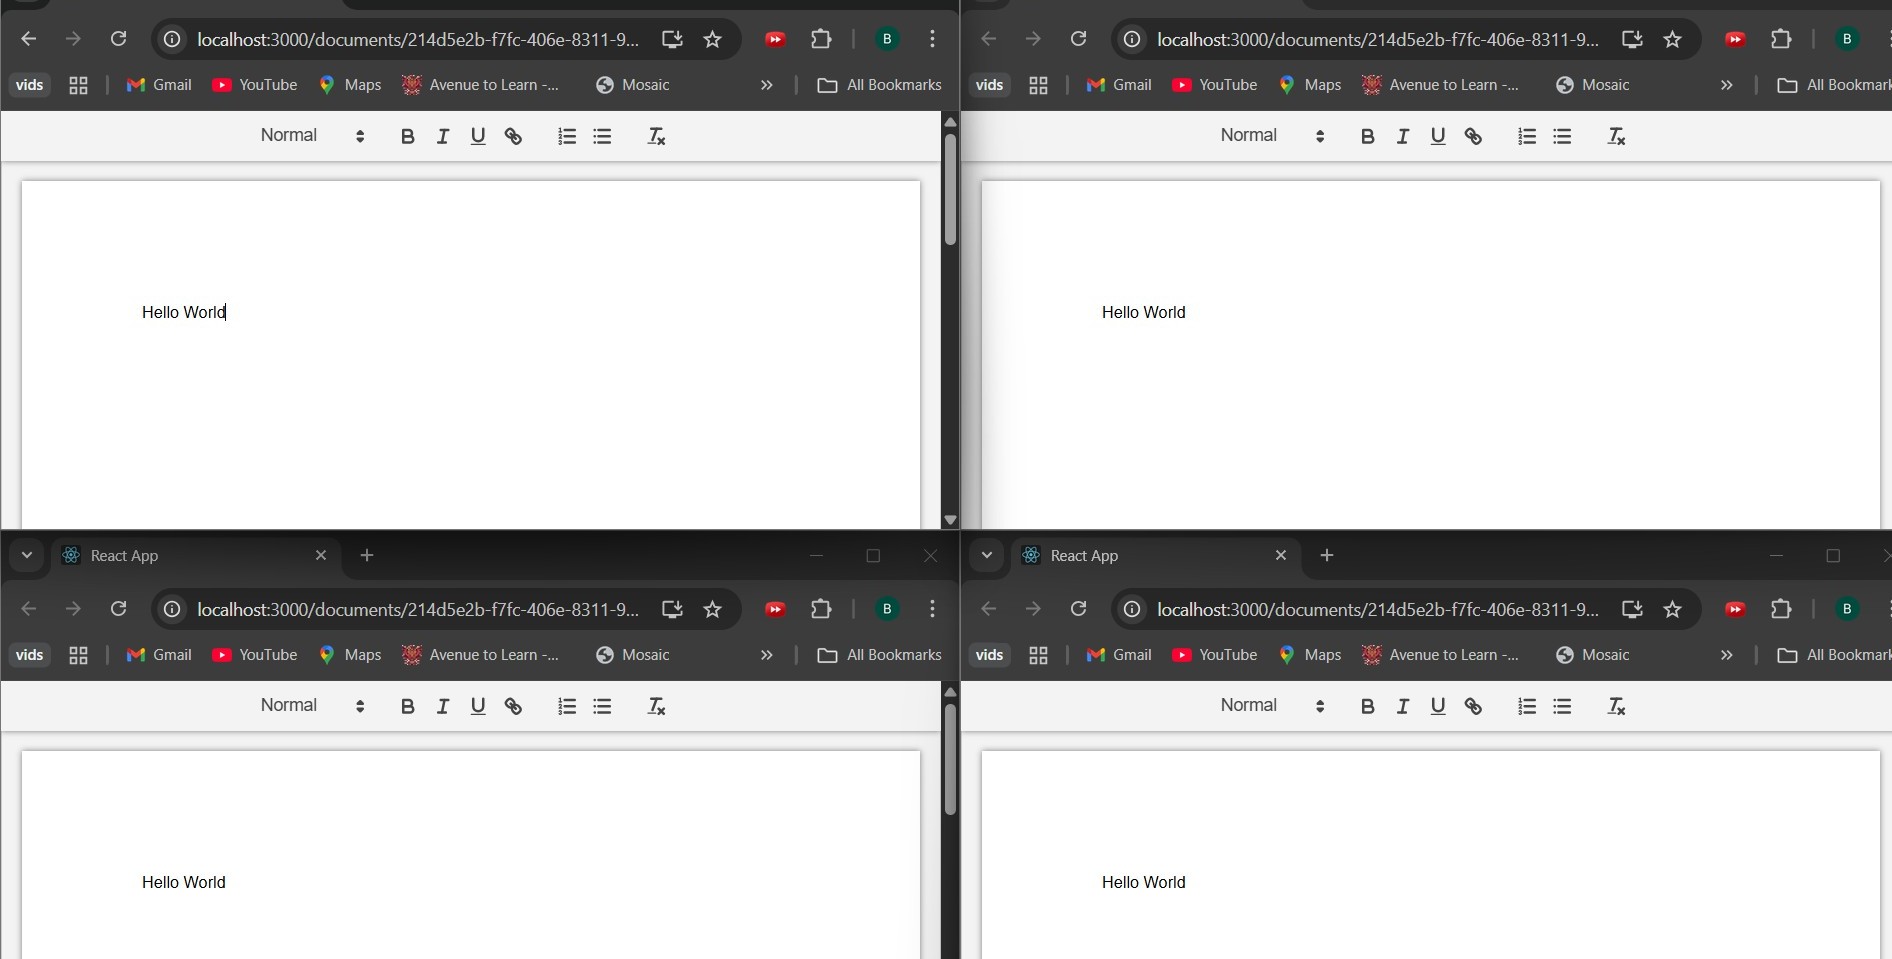 localhost:3000/documents/214d5e2b-f7fc-406e-8311-9...
B
vids
Gmail
YouTube
Maps
Avenue to Learn -...
Mosaic
»
All Bookmarks
Normal
B I U
Hello World
localhost:3000/documents/214d5e2b-f7fc-406e-8311-9...
B
vids
Gmail
YouTube
Maps
Avenue to Learn -...
Mosaic
»
All Bookmark
Normal
B I U
Hello World
React App
localhost:3000/documents/214d5e2b-f7fc-406e-8311-9...
B
vids
Gmail
YouTube
Maps
Avenue to Learn -...
Mosaic
»
All Bookmarks
Normal
B I U
Hello World
React App
localhost:3000/documents/214d5e2b-f7fc-406e-8311-9...
B
vids
Gmail
YouTube
Maps
Avenue to Learn -...
Mosaic
»
All Bookmark
Normal
B I U
Hello World